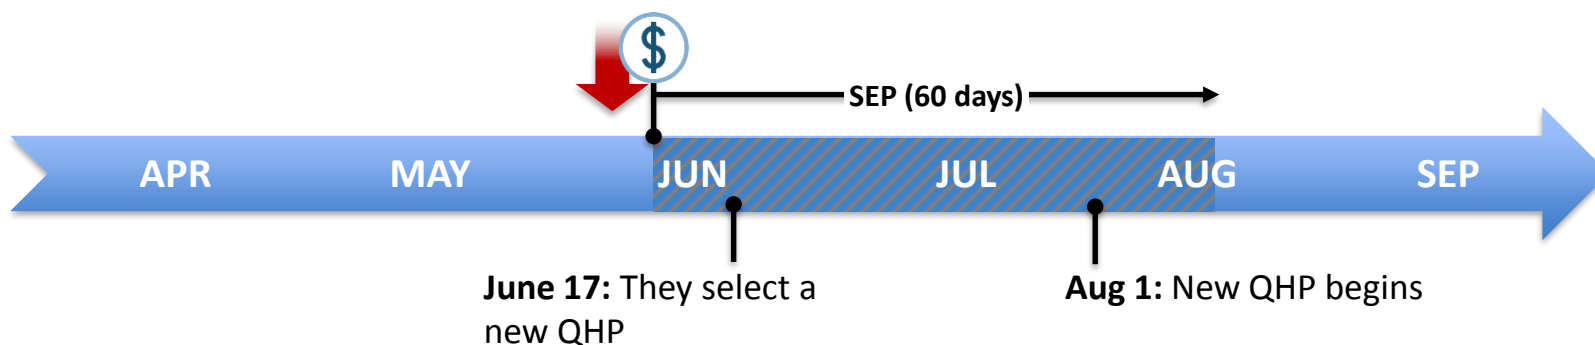 $
SEP (60 days)
APR MAY JUN JUL AUG SEP
June 17: They select a
new QHP
Aug 1: New QHP begins